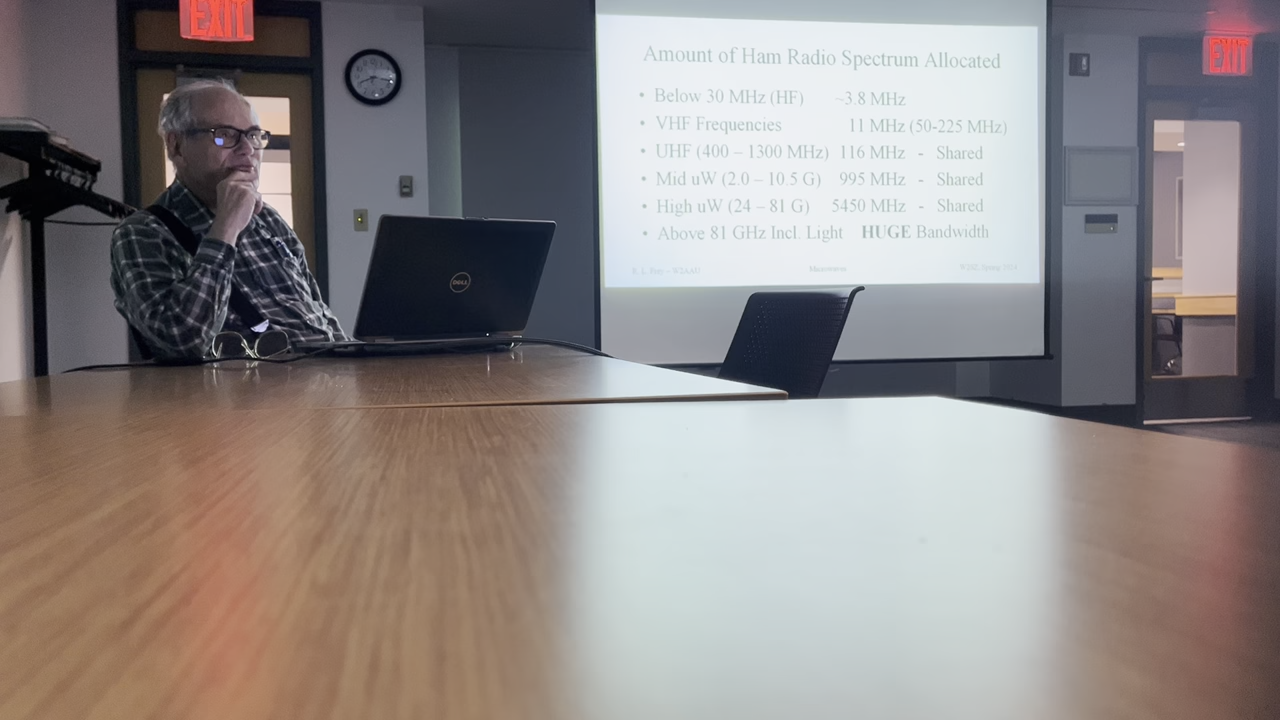 EXIT
EXIT
Amount of Ham Radio Spectrum Allocated
• Below 30 MHz (HF) ~3.8 MHz
• VHF Frequencies 11 MHz (50-225 MHz)
• UHF (400 – 1300 MHz) 116 MHz - Shared
• Mid uW (2.0 – 10.5 G) 995 MHz - Shared
• High uW (24 – 81 G) 5450 MHz - Shared
• Above 81 GHz Incl. Light HUGE Bandwidth
DELL